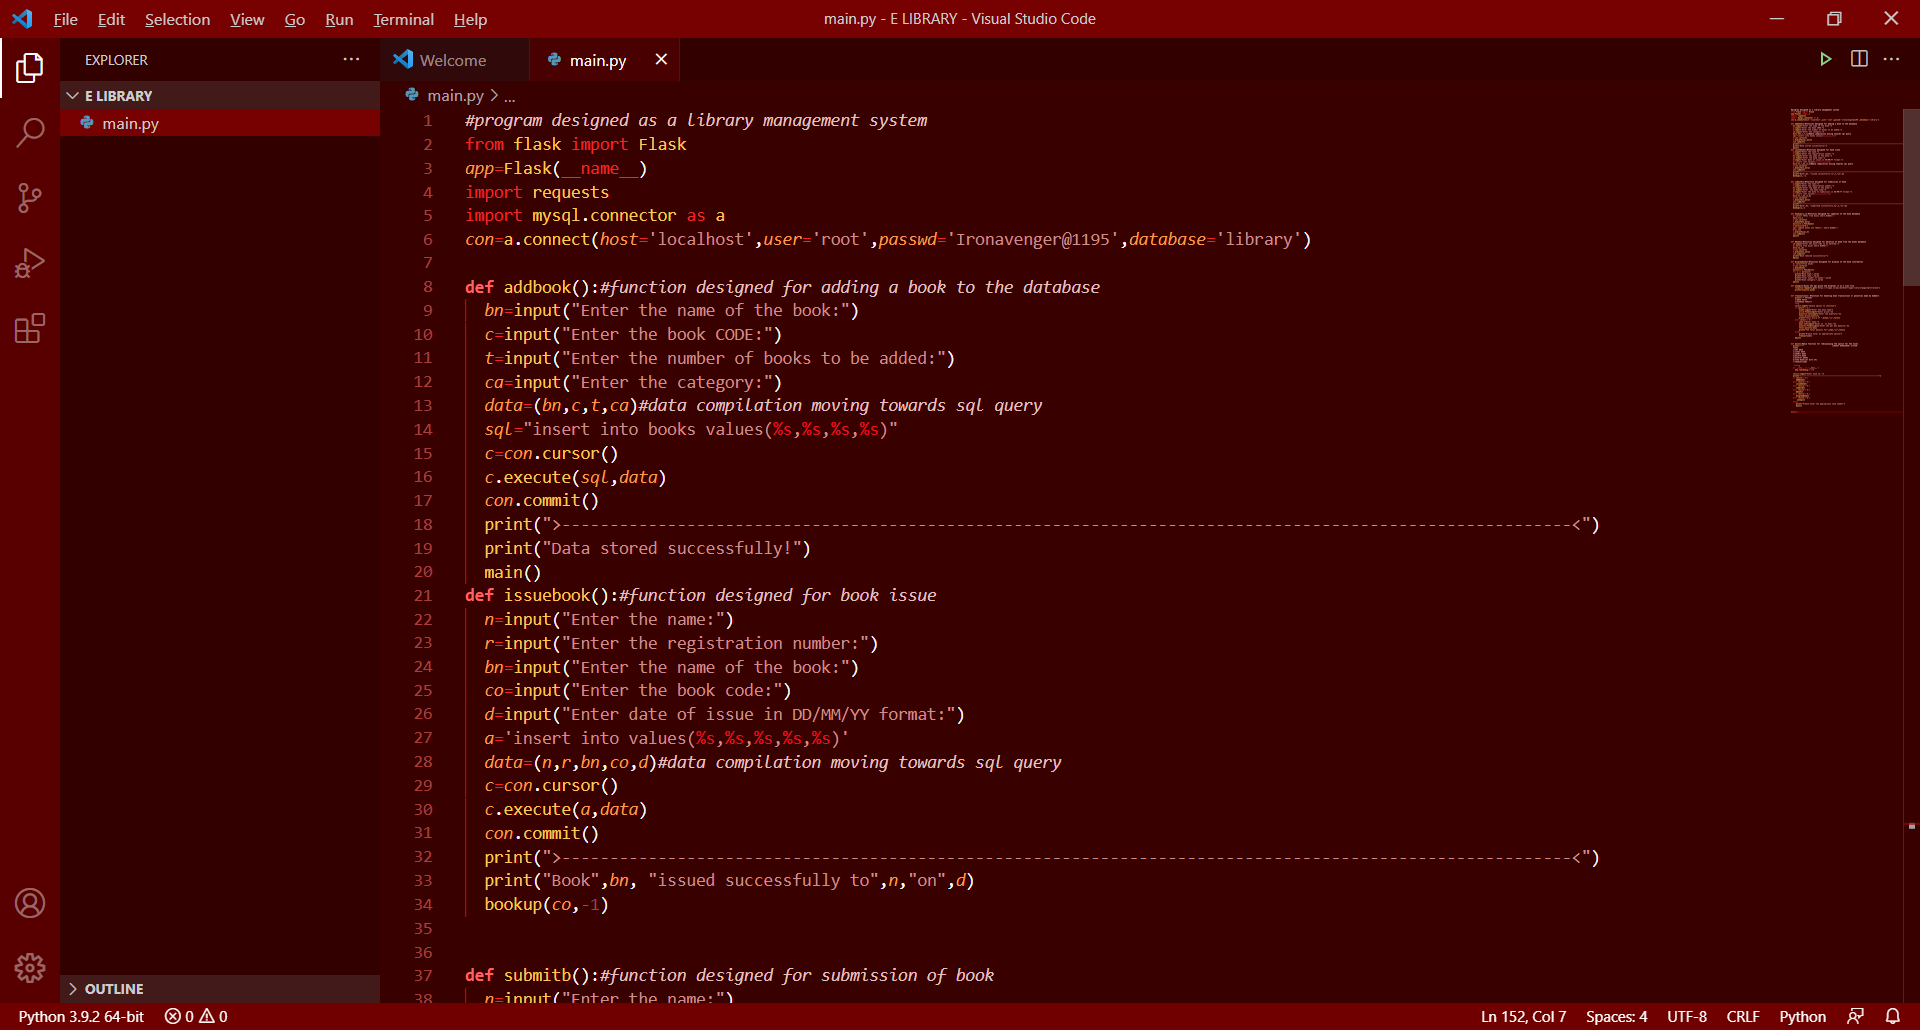 File Edit Selection View Go Run Terminal Help
main.py - E LIBRARY - Visual Studio Code
EXPLORER
E LIBRARY
main.py
OUTLINE
Welcome
main.py
main.py > ...
1 #program designed as a library management system
2 from flask import Flask
3 app=Flask(__name__)
4 import requests
5 import mysql.connector as a
6 con=a.connect(host='localhost',user='root',passwd='Ironavenger@1195',database='library')
7
8 def addbook():#function designed for adding a book to the database
9 bn=input("Enter the name of the book:")
10 c=input("Enter the book CODE:")
11 t=input("Enter the number of books to be added:")
12 ca=input("Enter the category:")
13 data=(bn,c,t,ca)#data compilation moving towards sql query
14 sql="insert into books values(%s,%s,%s,%s)"
15 c=con.cursor()
16 c.execute(sql,data)
17 con.commit()
18 print(">---------------------------------------------------------------------------------------------------------<")
19 print("Data stored successfully!")
20 main()
21 def issuebook():#function designed for book issue
22 n=input("Enter the name:")
23 r=input("Enter the registration number:")
24 bn=input("Enter the name of the book:")
25 co=input("Enter the book code:")
26 d=input("Enter date of issue in DD/MM/YY format:")
27 a='insert into values(%s,%s,%s,%s,%s)'
28 data=(n,r,bn,co,d)#data compilation moving towards sql query
29 c=con.cursor()
30 c.execute(a,data)
31 con.commit()
32 print(">---------------------------------------------------------------------------------------------------------<")
33 print("Book",bn, "issued successfully to",n,"on",d)
34 bookup(co,-1)
35
36
37 def submitb():#function designed for submission of book
38 n=input("Enter the name:")
Python 3.9.2 64-bit 0 0
Ln 152, Col 7 Spaces: 4 UTF-8 CRLF Python